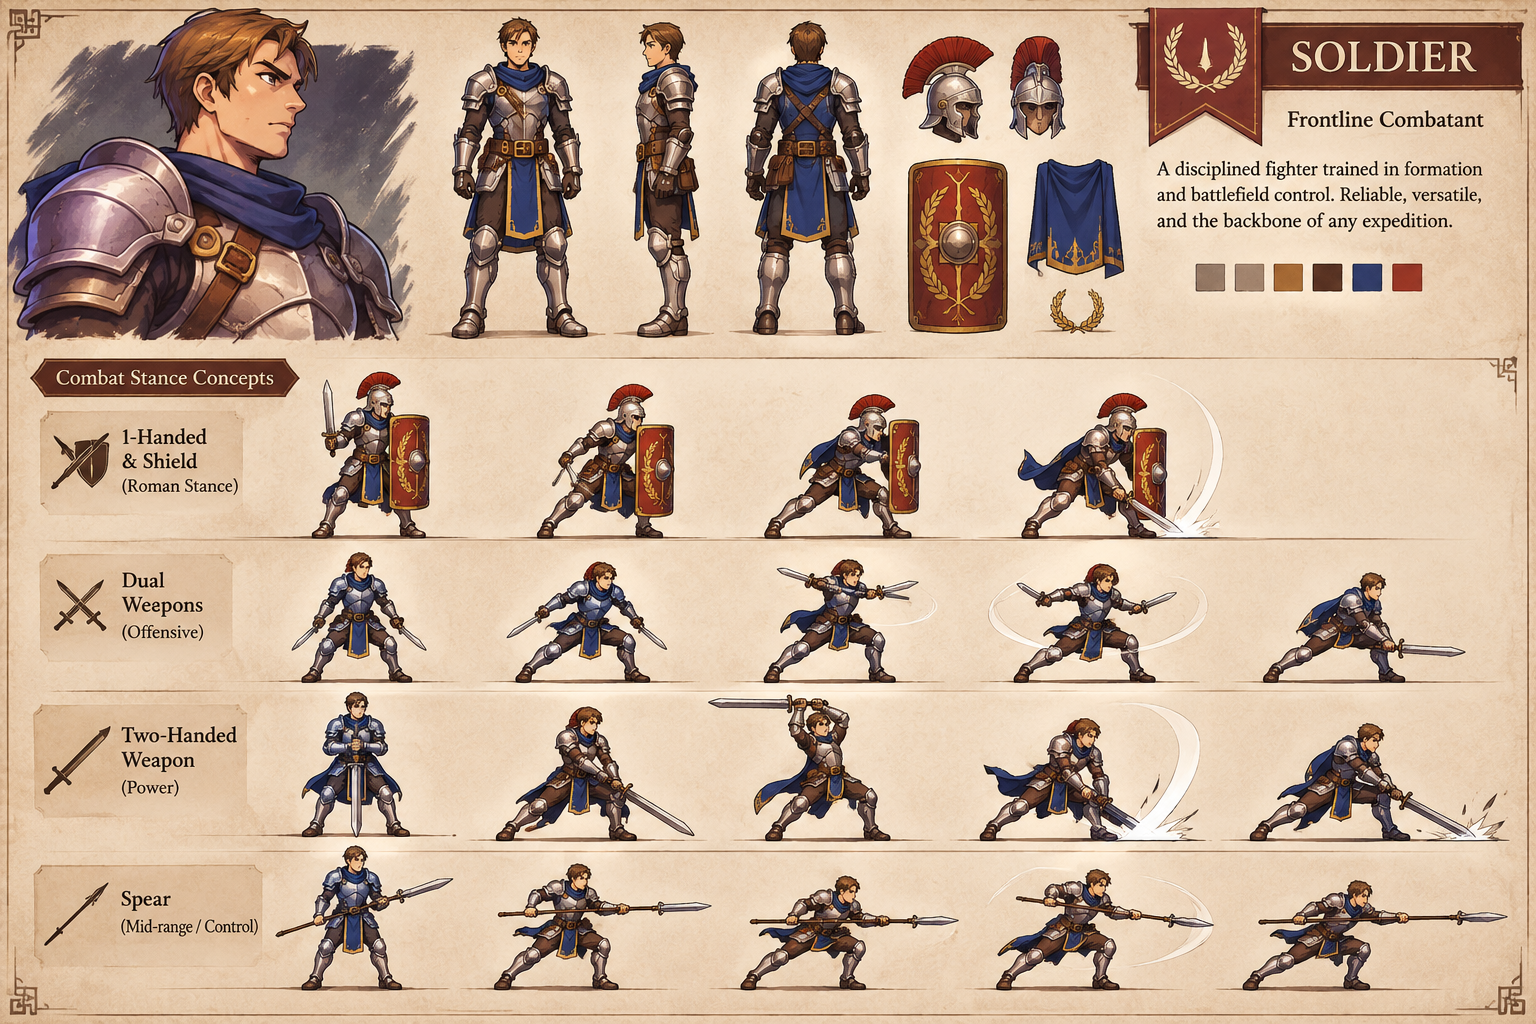 SOLDIER
Frontline Combatant
A disciplined fighter trained in formation
and battlefield control. Reliable, versatile,
and the backbone of any expedition.
Combat Stance Concepts
1-Handed
& Shield
(Roman Stance)
Dual
Weepons
(Offensive)
Two-Handed
Weapon
(Power)
Spear
(Mid-range / Control)